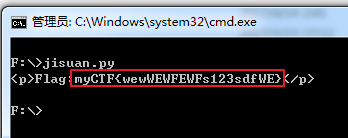 管理员: C:\Windows\system32\cmd.exe
F:\>jisuan.py
<p>Flag:myCTF{wewWEWFEWFs123sdfWE}</p>
F:\>